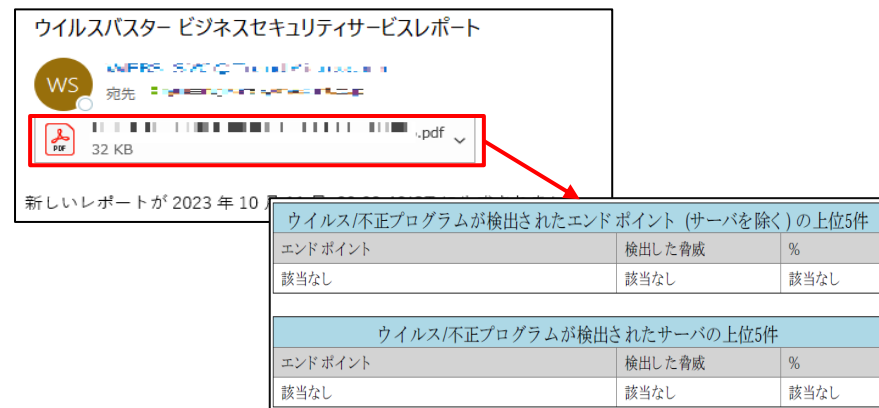 ウイルスバスター ビジネスセキュリティサービスレポート
WS
宛先
.pdf
PDF
32 KB
新しいレポートが 2023 年 10
ウイルス/不正プログラムが検出されたエンドポイント (サーバを除く) の上位5件
エンドポイント 検出した脅威 %
該当なし 該当なし 該当なし
ウイルス/不正プログラムが検出されたサーバの上位5件
エンドポイント 検出した脅威 %
該当なし 該当なし 該当なし